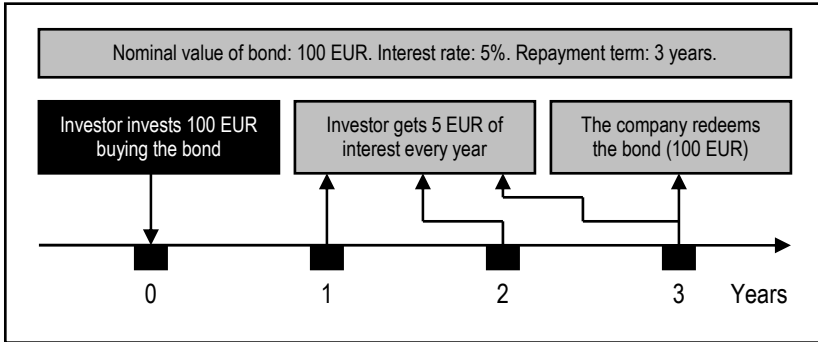 Nominal value of bond: 100 EUR. Interest rate: 5%. Repayment term: 3 years.
Investor invests 100 EUR
buying the bond
Investor gets 5 EUR of
interest every year
The company redeems
the bond (100 EUR)
0 1 2 3 Years